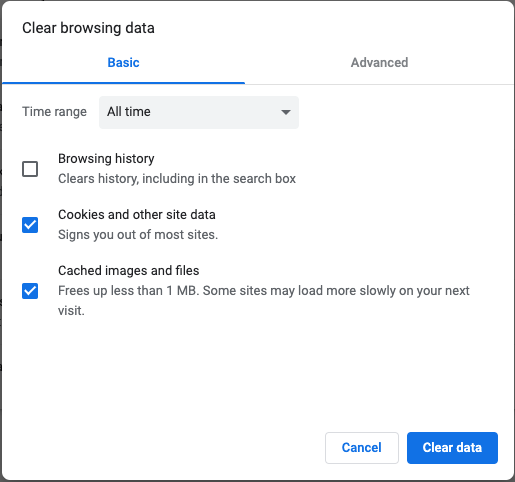 Clear browsing data
Basic
Advanced
Time range
All time
Browsing history
Clears history, including in the search box
Cookies and other site data
Signs you out of most sites.
Cached images and files
Frees up less than 1 MB. Some sites may load more slowly on your next
visit.
Cancel
Clear data